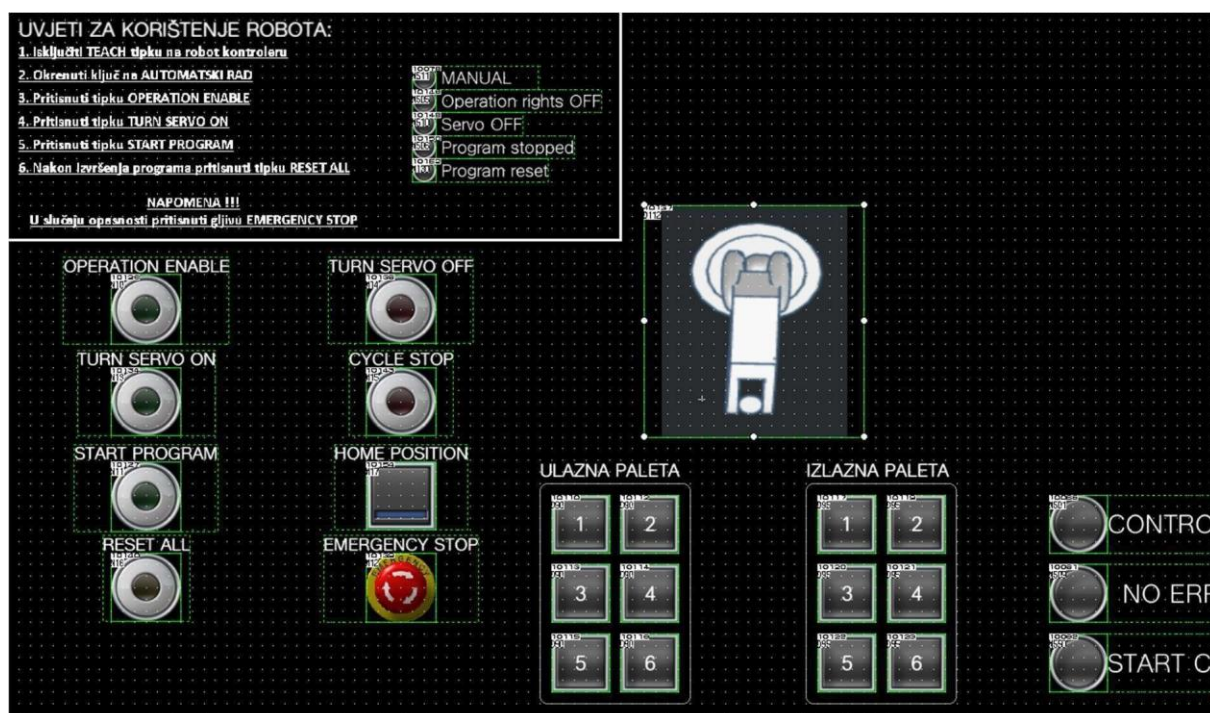 UVJETI ZA KORIŠTENJE ROBOTA:
1. Isključiti TEACH tipku na robot kontroleru
2. Okrenuti ključ na AUTOMATSKI RAD
3. Pritisnuti tipku OPERATION ENABLE
4. Pritisnuti tipku TURN SERVO ON
5. Pritisnuti tipku START PROGRAM
6. Nakon izvršenja programa pritisnuti tipku RESET ALL
NAPOMENA !!!
U slučaju opasnosti pritisnuti gljivu EMERGENCY STOP
MANUAL
Operation rights OFF
Servo OFF
Program stopped
Program reset
OPERATION ENABLE
TURN SERVO OFF
TURN SERVO ON
CYCLE STOP
START PROGRAM
HOME POSITION
RESET ALL
EMERGENCY STOP
ULAZNA PALETA
1 2
3 4
5 6
IZLAZNA PALETA
1 2
3 4
5 6
CONTRO
NO ERR
START C